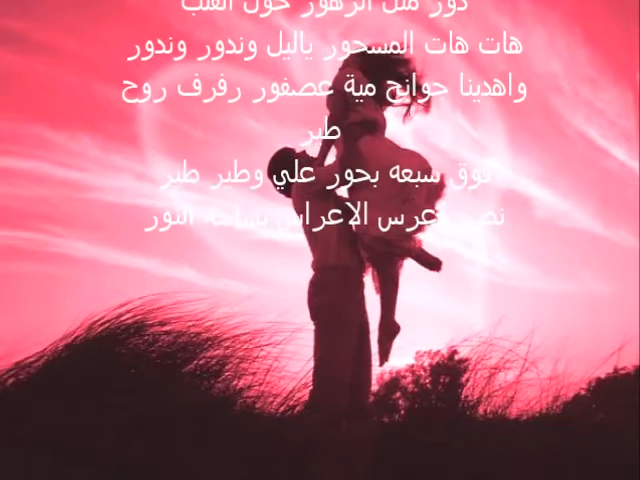 دور مثل الزهور حول القلب
هات هات المسحور ياليل وندور وندور
واهدينا جوانح مية عصفور رفرف روح
طير
فوق سبعه بحور علي وطير طير
عرس الاعراس النور